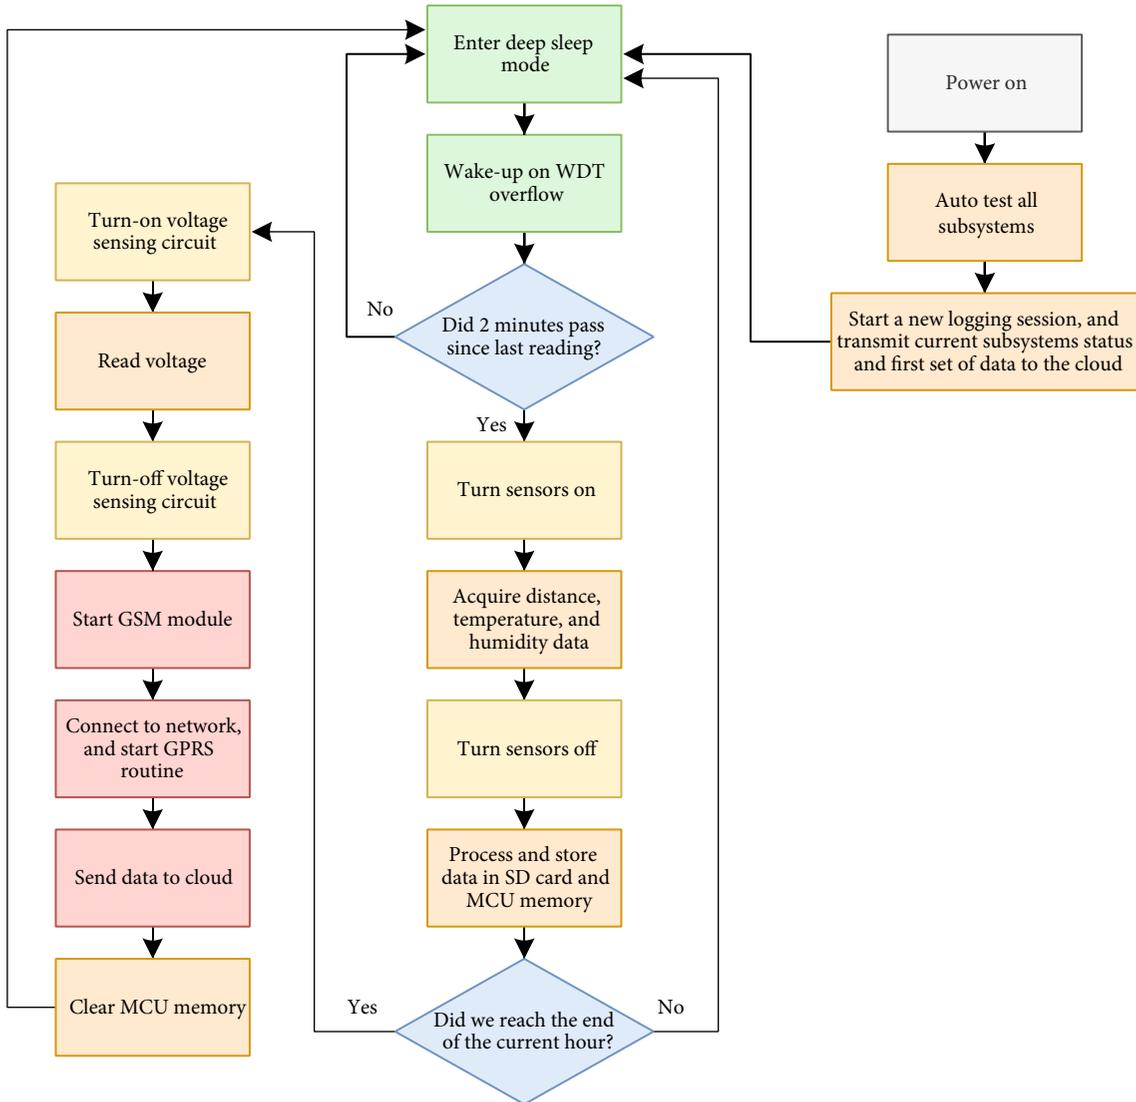 Enter deep sleep
mode
Wake-up on WDT
overflow
Did 2 minutes pass
since last reading?
No
Yes
Turn sensors on
Acquire distance,
temperature, and
humidity data
Turn sensors off
Process and store
data in SD card and
MCU memory
Did we reach the end
of the current hour?
Yes
No
Turn-on voltage
sensing circuit
Read voltage
Turn-off voltage
sensing circuit
Start GSM module
Connect to network,
and start GPRS
routine
Send data to cloud
Clear MCU memory
Power on
Auto test all
subsystems
Start a new logging session, and
transmit current subsystems status
and first set of data to the cloud